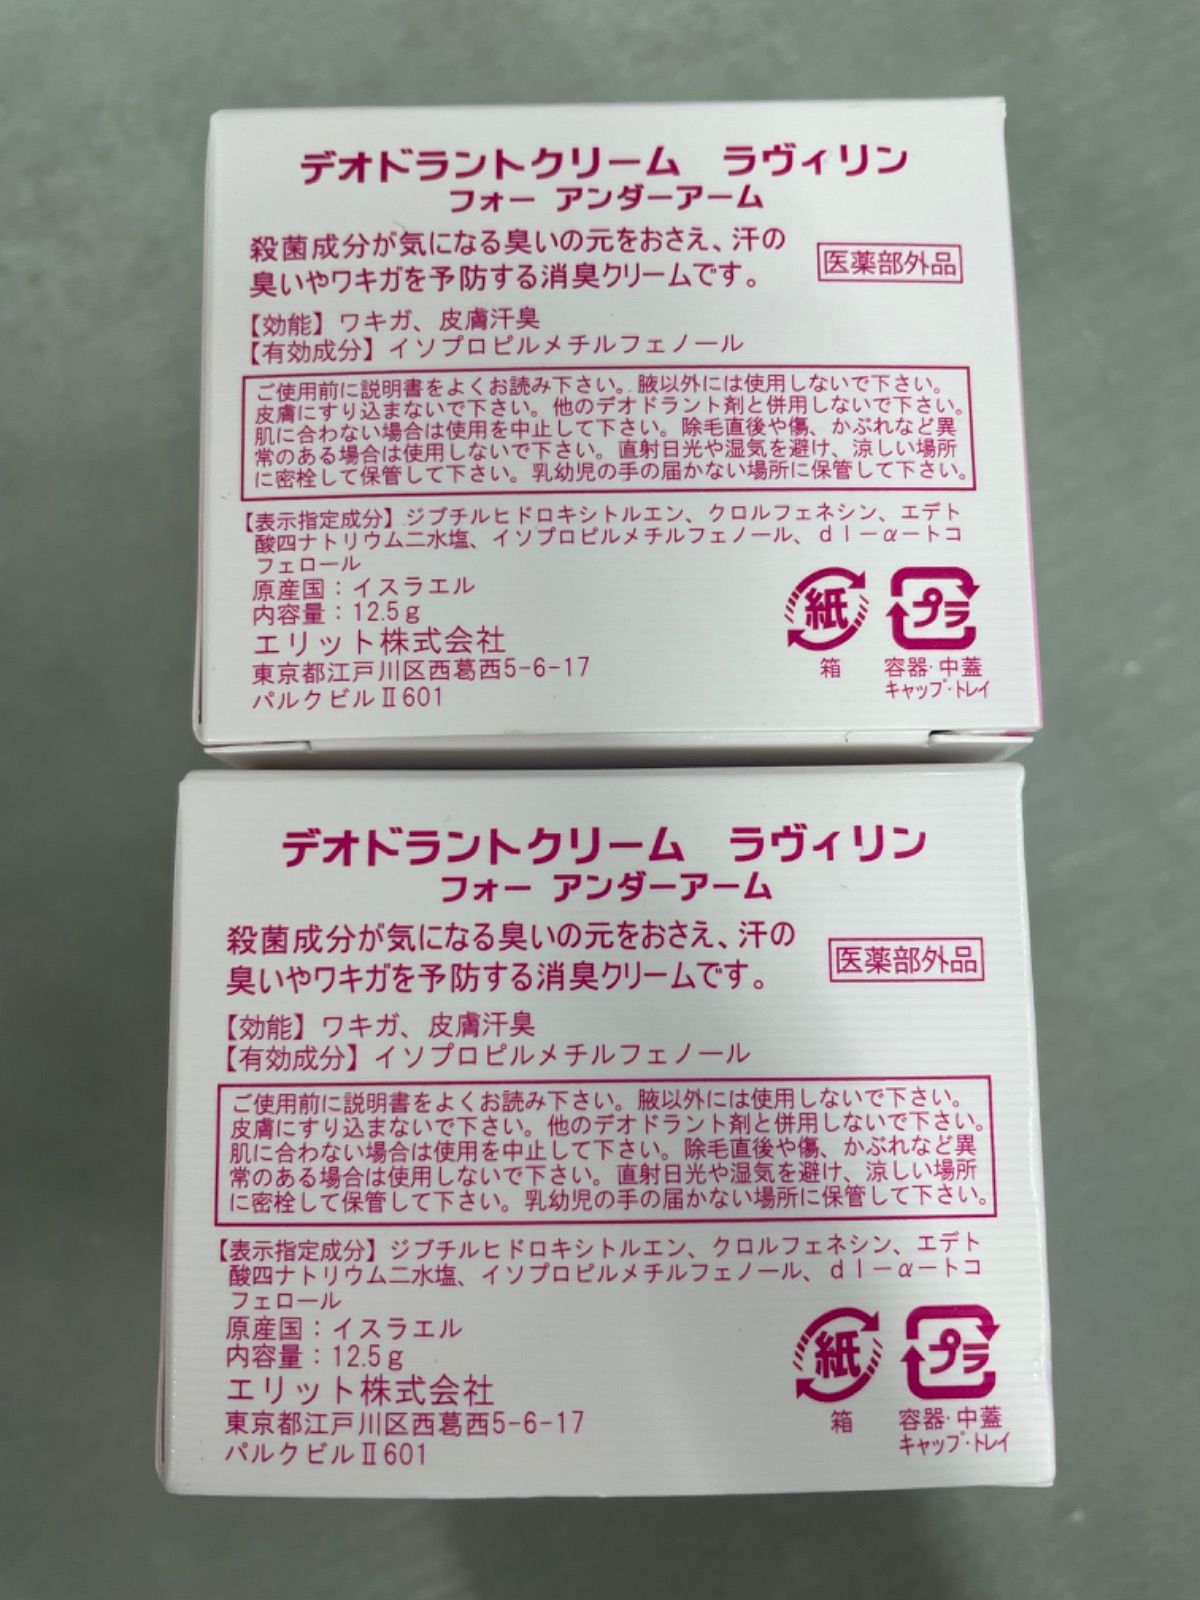 デオドラントクリーム ラヴィリン
フォー アンダーアーム
殺菌成分が気になる臭いの元をおさえ、汗の
臭いやワキガを予防する消臭クリームです。
医薬部外品
【効能】ワキガ、皮膚汗臭
【有効成分】イソプロピルメチルフェノール
ご使用前に説明書をよくお読み下さい。腋以外には使用しないで下さい。
皮膚にすり込まないで下さい。他のデオドラント剤と併用しないで下さい。
肌に合わない場合は使用を中止して下さい。除毛直後や傷、かぶれなど異
常のある場合は使用しないで下さい。直射日光や湿気を避け、涼しい場所
に密栓して保管して下さい。乳幼児の手の届かない場所に保管して下さい。
【表示指定成分】ジブチルヒドロキシトルエン、クロルフェネシン、エデト
酸四ナトリウム二水塩、イソプロピルメチルフェノール、ｄｌ－α－トコ
フェロール
原産国：イスラエル
内容量：12.5g
エリット株式会社
東京都江戸川区西葛西5-6-17
パルクビルⅡ601
紙
箱
プラ
容器・中蓋
キャップ・トレイ
デオドラントクリーム ラヴィリン
フォー アンダーアーム
殺菌成分が気になる臭いの元をおさえ、汗の
臭いやワキガを予防する消臭クリームです。
医薬部外品
【効能】ワキガ、皮膚汗臭
【有効成分】イソプロピルメチルフェノール
ご使用前に説明書をよくお読み下さい。腋以外には使用しないで下さい。
皮膚にすり込まないで下さい。他のデオドラント剤と併用しないで下さい。
肌に合わない場合は使用を中止して下さい。除毛直後や傷、かぶれなど異
常のある場合は使用しないで下さい。直射日光や湿気を避け、涼しい場所
に密栓して保管して下さい。乳幼児の手の届かない場所に保管して下さい。
【表示指定成分】ジブチルヒドロキシトルエン、クロルフェネシン、エデト
酸四ナトリウム二水塩、イソプロピルメチルフェノール、ｄｌ－α－トコ
フェロール
原産国：イスラエル
内容量：12.5g
エリット株式会社
東京都江戸川区西葛西5-6-17
パルクビルⅡ601
紙
箱
プラ
容器・中蓋
キャップ・トレイ